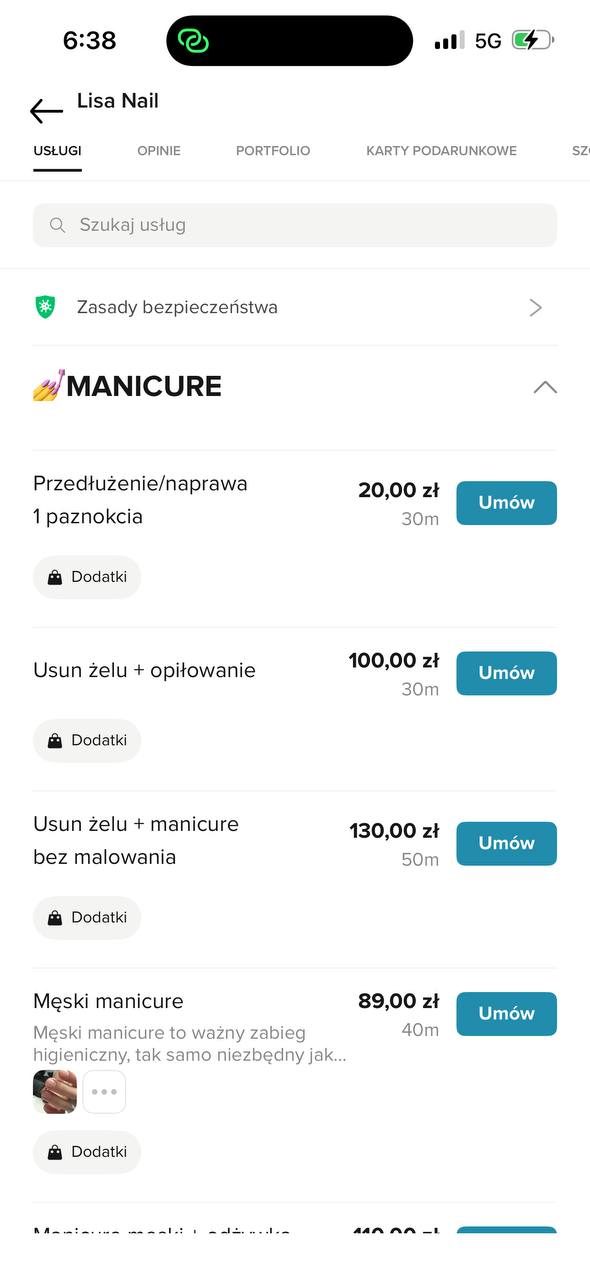 6:38
5G
Lisa Nail
USŁUGI OPINIE PORTFOLIO KARTY PODARUNKOWE
Szukaj usług
Zasady bezpieczeństwa
💅MANICURE
Przedłużenie/naprawa
1 paznokcia
20,00 zł
30m
Umów
Dodatki
Usun żelu + opiłowanie
100,00 zł
30m
Umów
Dodatki
Usun żelu + manicure
bez malowania
130,00 zł
50m
Umów
Dodatki
Męski manicure
89,00 zł
40m
Umów
Męski manicure to ważny zabieg
higieniczny, tak samo niezbędny jak...
Dodatki